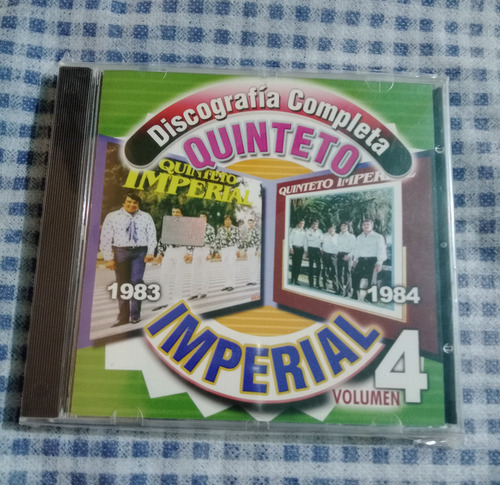 Discografía Completa
QUINTETO
QUINTETO
IMPERIAL
QUINTETO IMPERIAL
1983
1984
IMPERIAL
VOLUMEN 4